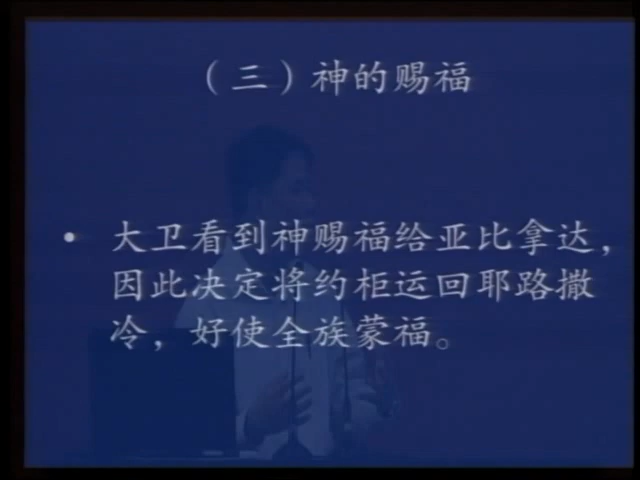 （三）神的赐福
• 大卫看到神赐福给亚比拿达，
因此决定将约柜运回耶路撒
冷，好使全族蒙福。